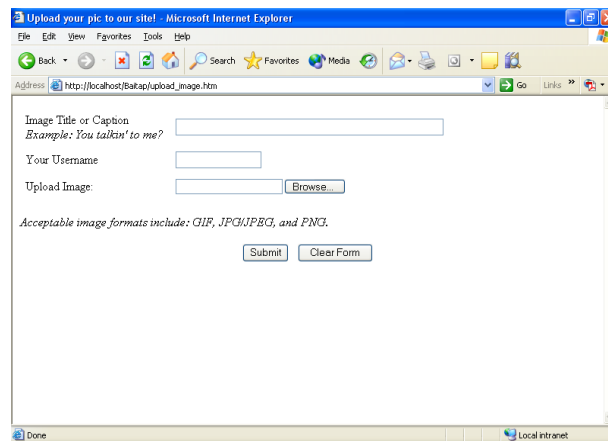 Upload your pic to our site! - Microsoft Internet Explorer
File Edit View Favorites Tools Help
Back Search Favorites Media
Address http://localhost/Baitap/upload_image.htm Go Links »
Image Title or Caption
Example: You talkin' to me?
Your Username
Upload Image: Browse...
Acceptable image formats include: GIF, JPG/JPEG, and PNG.
Submit Clear Form
Done Local intranet